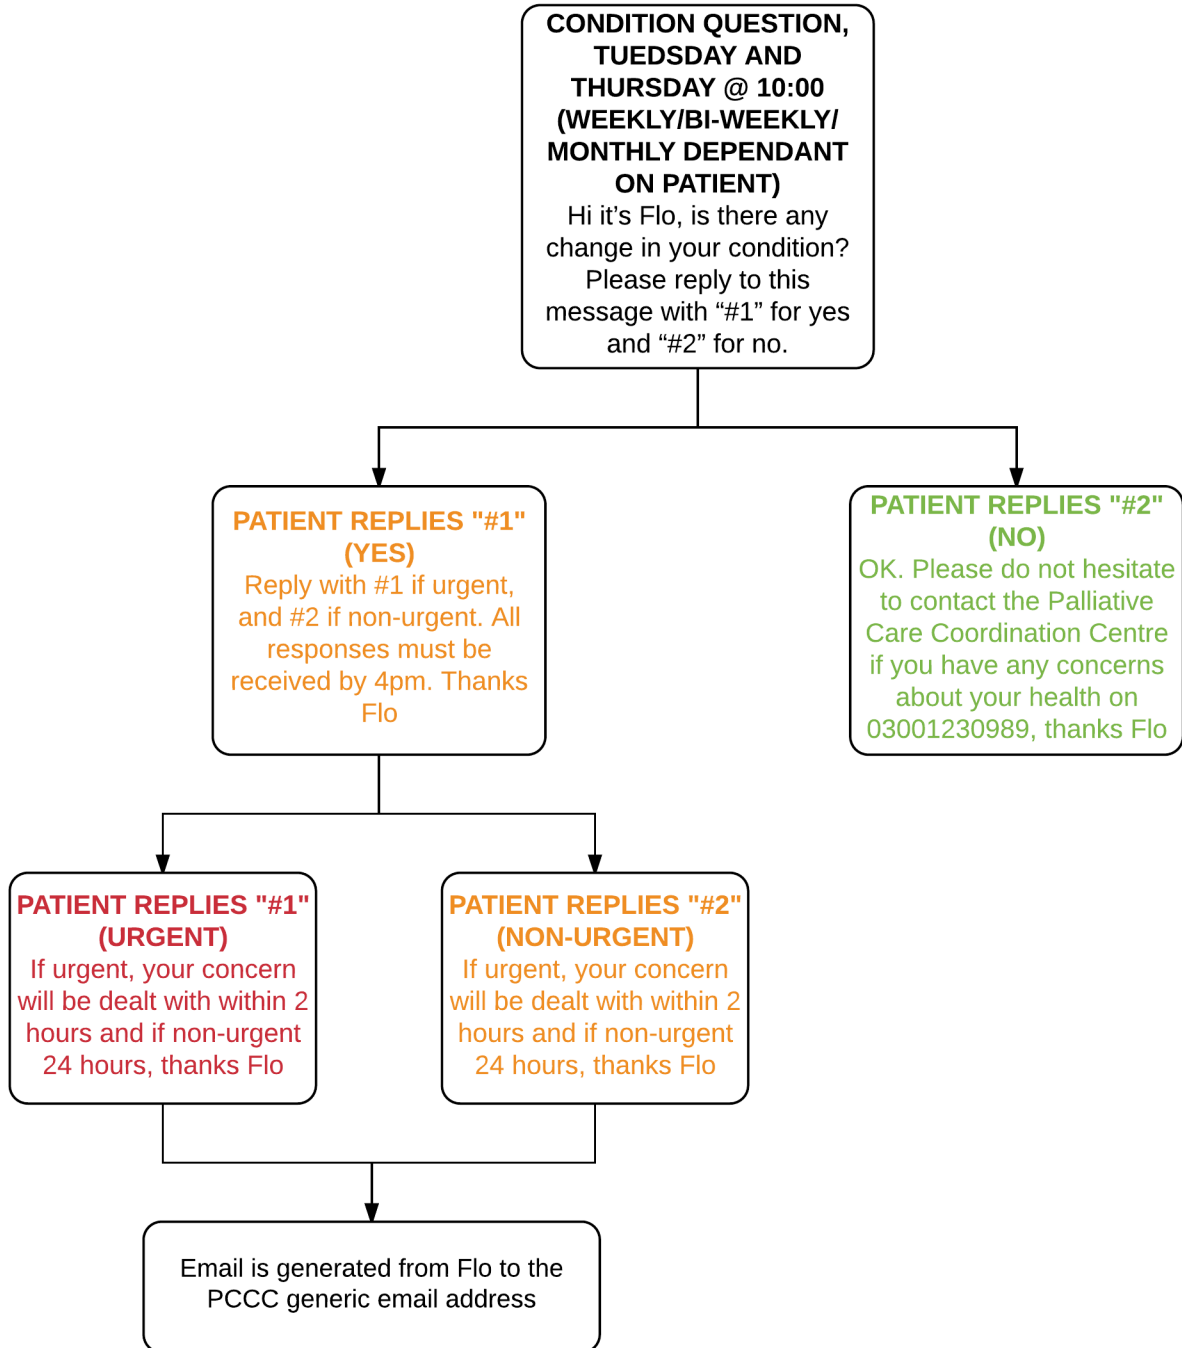 CONDITION QUESTION,
TUEDSDAY AND
THURSDAY @ 10:00
(WEEKLY/BI-WEEKLY/
MONTHLY DEPENDANT
ON PATIENT)
Hi it's Flo, is there any
change in your condition?
Please reply to this
message with “#1” for yes
and “#2” for no.
PATIENT REPLIES "#1"
(YES)
Reply with #1 if urgent,
and #2 if non-urgent. All
responses must be
received by 4pm. Thanks
Flo
PATIENT REPLIES "#2"
(NO)
OK. Please do not hesitate
to contact the Palliative
Care Coordination Centre
if you have any concerns
about your health on
03001230989, thanks Flo
PATIENT REPLIES "#1"
(URGENT)
If urgent, your concern
will be dealt with within 2
hours and if non-urgent
24 hours, thanks Flo
PATIENT REPLIES "#2"
(NON-URGENT)
If urgent, your concern
will be dealt with within 2
hours and if non-urgent
24 hours, thanks Flo
Email is generated from Flo to the
PCCC generic email address